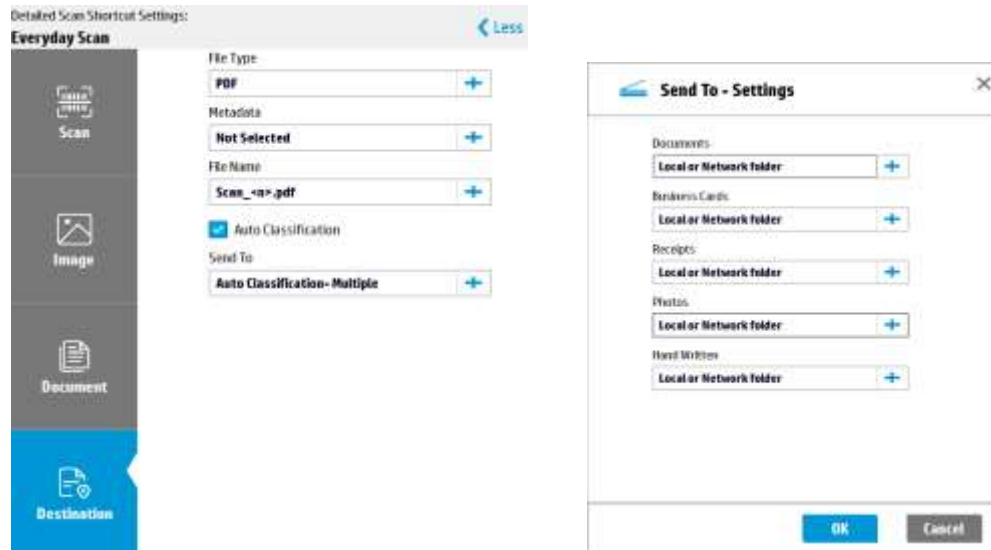 Detailed Scan Shortcut Settings:
Everyday Scan
Less
Scan
Image
Document
Destination
File Type
PDF
Metadata
Not Selected
File Name
Scan_<n>.pdf
Auto Classification
Send To
Auto Classification- Multiple
Send To - Settings
Documents
Local or Network folder
Business Cards
Local or Network folder
Receipts
Local or Network folder
Photos
Local or Network folder
Hand Written
Local or Network folder
OK
Cancel